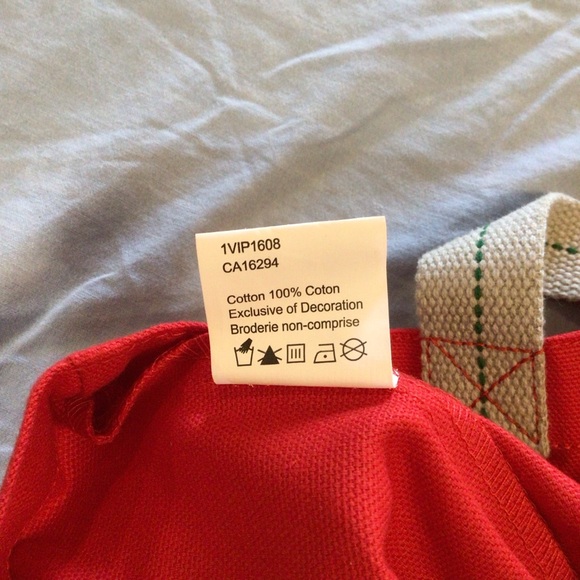 1VIP1608
CA16294
Cotton 100% Coton
Exclusive of Decoration
Broderie non-comprise